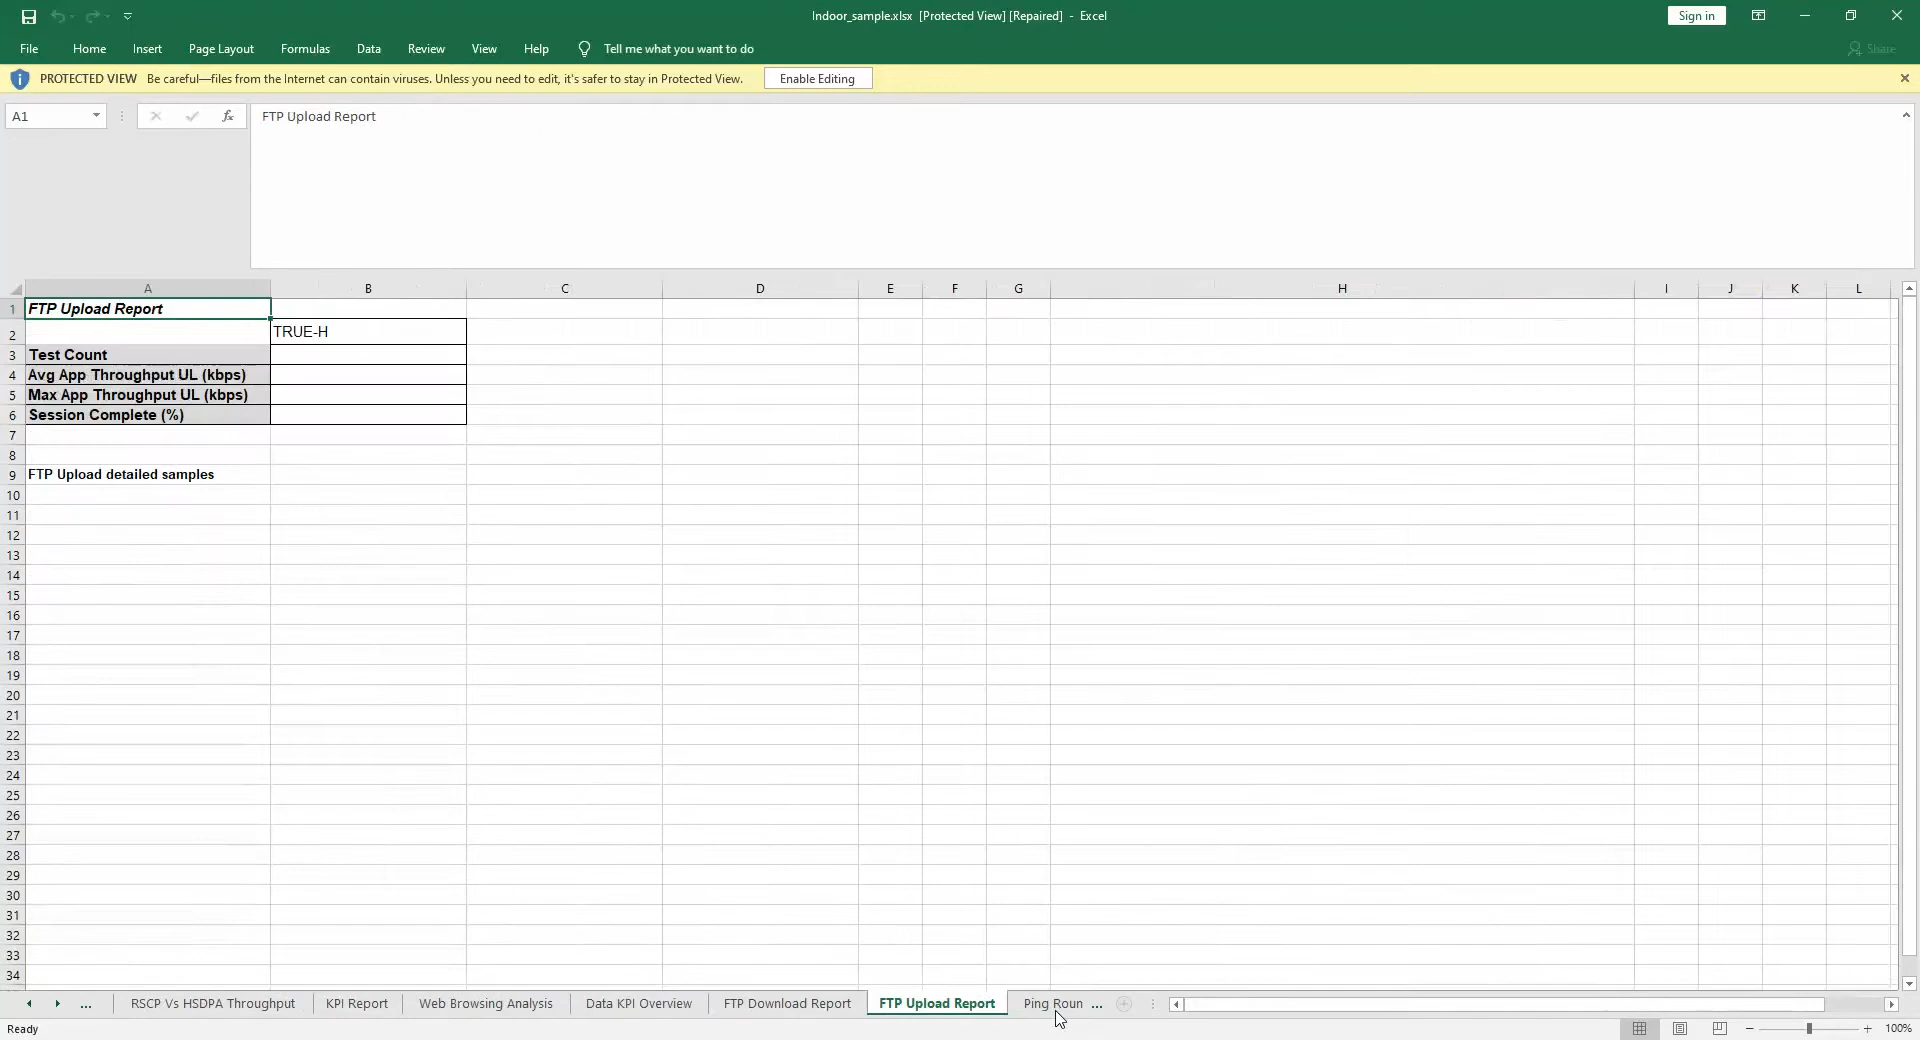 Indoor_sample.xlsx [Protected View] [Repaired] - Excel
Sign in
File Home Insert Page Layout Formulas Data Review View Help Tell me what you want to do Share
PROTECTED VIEW Be careful—files from the Internet can contain viruses. Unless you need to edit, it's safer to stay in Protected View. Enable Editing
A1 fx FTP Upload Report
A B C D E F G H I J K L
1 FTP Upload Report
2 TRUE-H
3 Test Count
4 Avg App Throughput UL (kbps)
5 Max App Throughput UL (kbps)
6 Session Complete (%)
7
8
9 FTP Upload detailed samples
10
11
12
13
14
15
16
17
18
19
20
21
22
23
24
25
26
27
28
29
30
31
32
33
34
... RSCP Vs HSDPA Throughput KPI Report Web Browsing Analysis Data KPI Overview FTP Download Report FTP Upload Report Ping Roun ...
Ready 100%